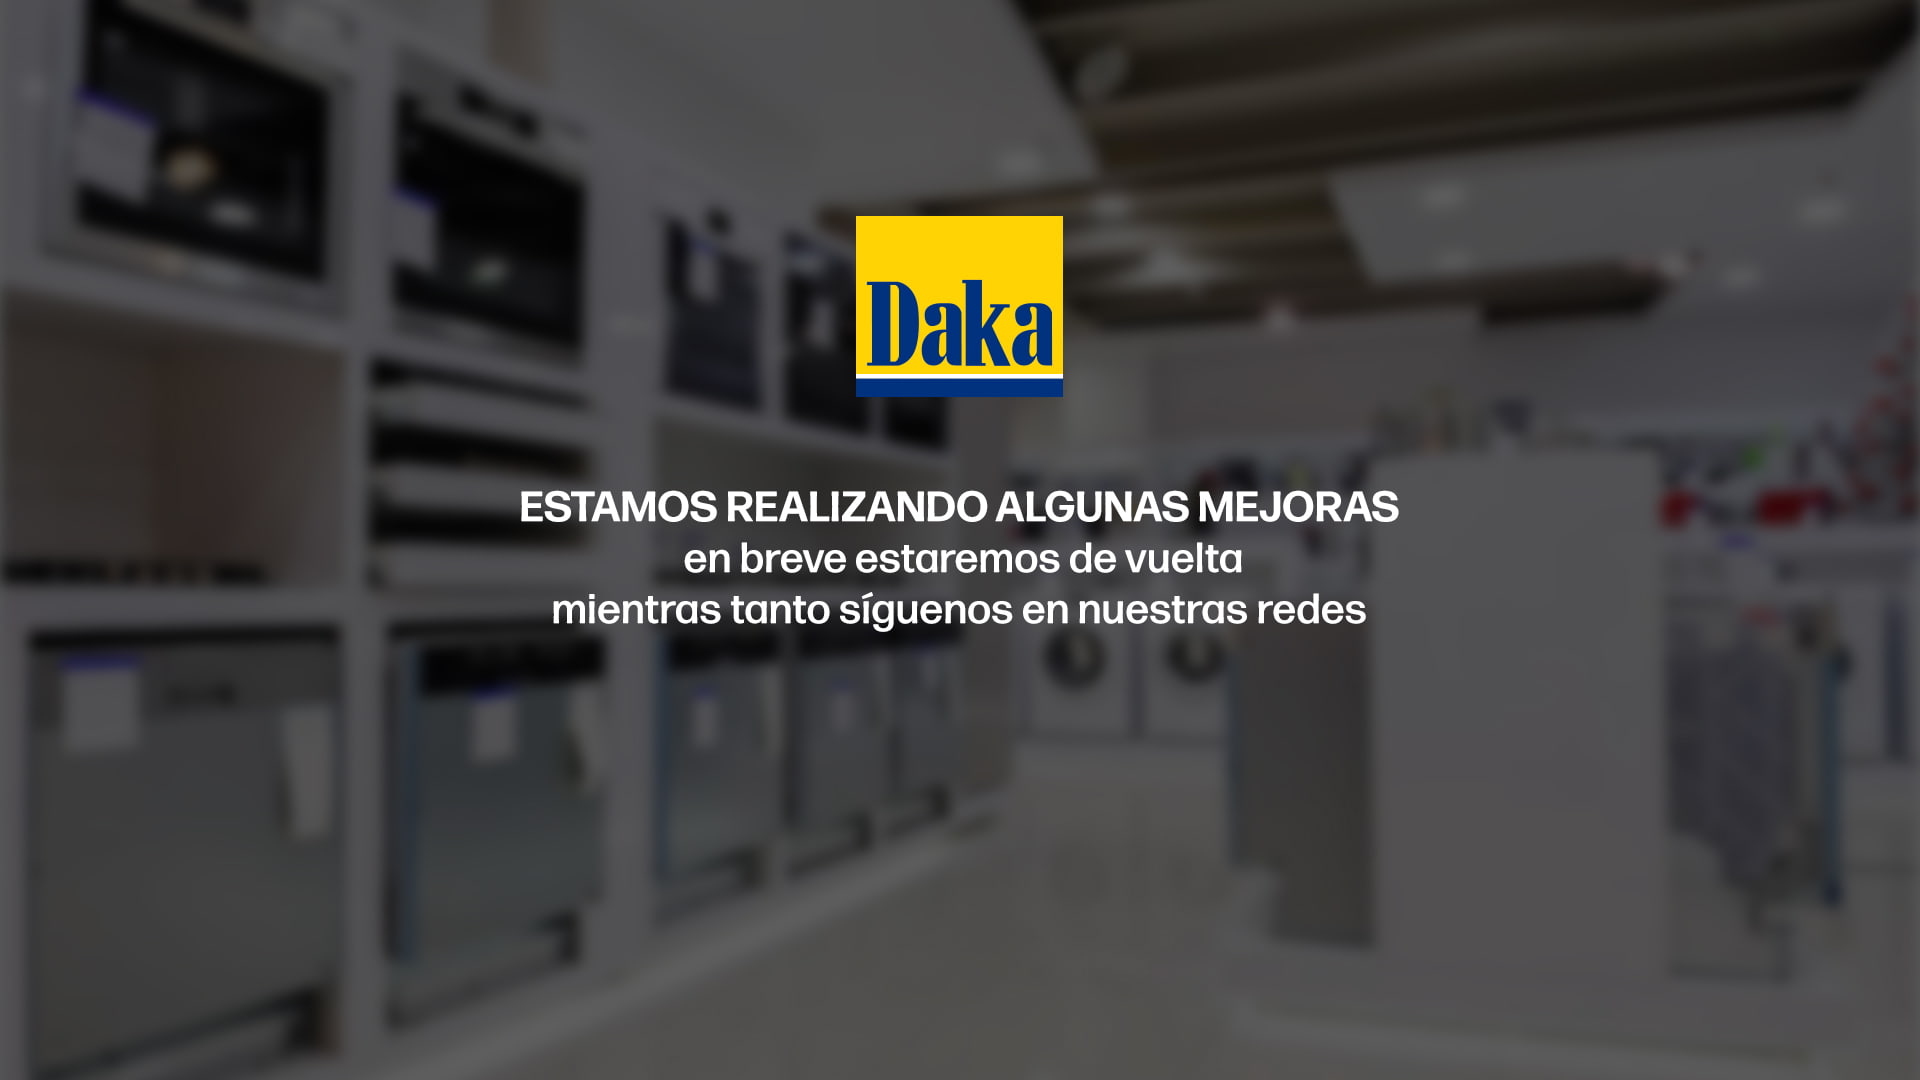 Daka
ESTAMOS REALIZANDO ALGUNAS MEJORAS
en breve estaremos de vuelta
mientras tanto síguenos en nuestras redes